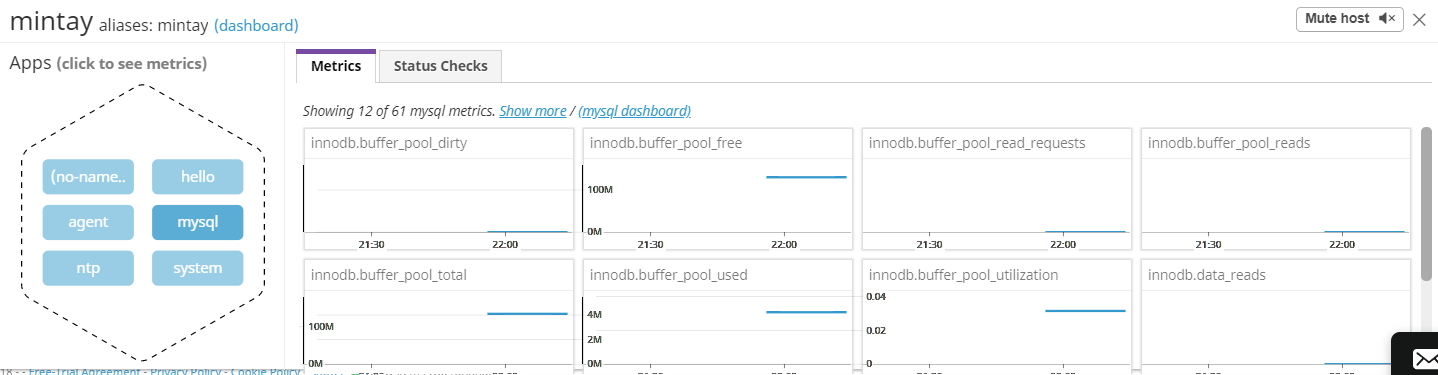 mintay aliases: mintay (dashboard)
Mute host
Apps (click to see metrics)
(no-name..
hello
agent
mysql
ntp
system
Metrics
Status Checks
Showing 12 of 61 mysql metrics. Show more / (mysql dashboard)
innodb.buffer_pool_dirty
21:30 22:00
innodb.buffer_pool_free
100M
0M
21:30 22:00
innodb.buffer_pool_read_requests
21:30 22:00
innodb.buffer_pool_reads
21:30 22:00
innodb.buffer_pool_total
100M
0M
innodb.buffer_pool_used
4M
2M
0M
innodb.buffer_pool_utilization
0.04
0.02
0
innodb.data_reads
18 - - Free-Trial Agreement - Privacy Policy - Cookie Policy